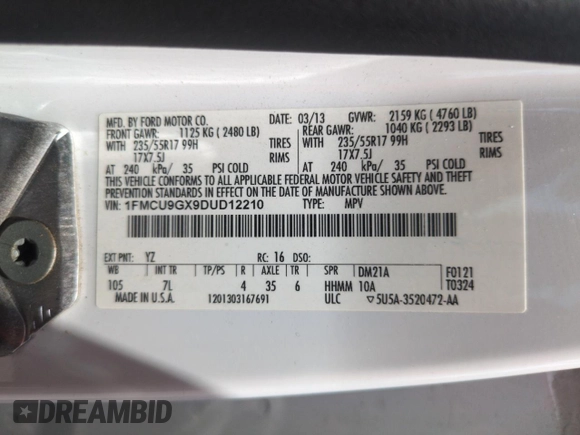 MFD. BY FORD MOTOR CO. 03/13 GVWR: 2159 KG ( 4760 LB)
FRONT GAWR: 1125 KG ( 2480 LB) REAR GAWR: 1040 KG ( 2293 LB)
WITH 235/55R17 99H TIRES WITH 235/55R17 99H TIRES
17X7.5J RIMS 17X7.5J RIMS
AT 240 kPa/ 35 PSI COLD AT 240 kPa/ 35 PSI COLD
THIS VEHICLE CONFORMS TO ALL APPLICABLE FEDERAL MOTOR VEHICLE SAFETY AND THEFT
PREVENTION STANDARDS IN EFFECT ON THE DATE OF MANUFACTURE SHOWN ABOVE.
VIN: 1FMCU9GX9DUD12210 TYPE: MPV
EXT PNT: YZ RC: 16 DSO:
WB INT TR TP/PS R AXLE TR SPR DM21A F0121
105 7L 4 35 6 HHMM 10A T0324
MADE IN U.S.A. 1201303167691 ULC 5U5A-3520472-AA
DREAMBID